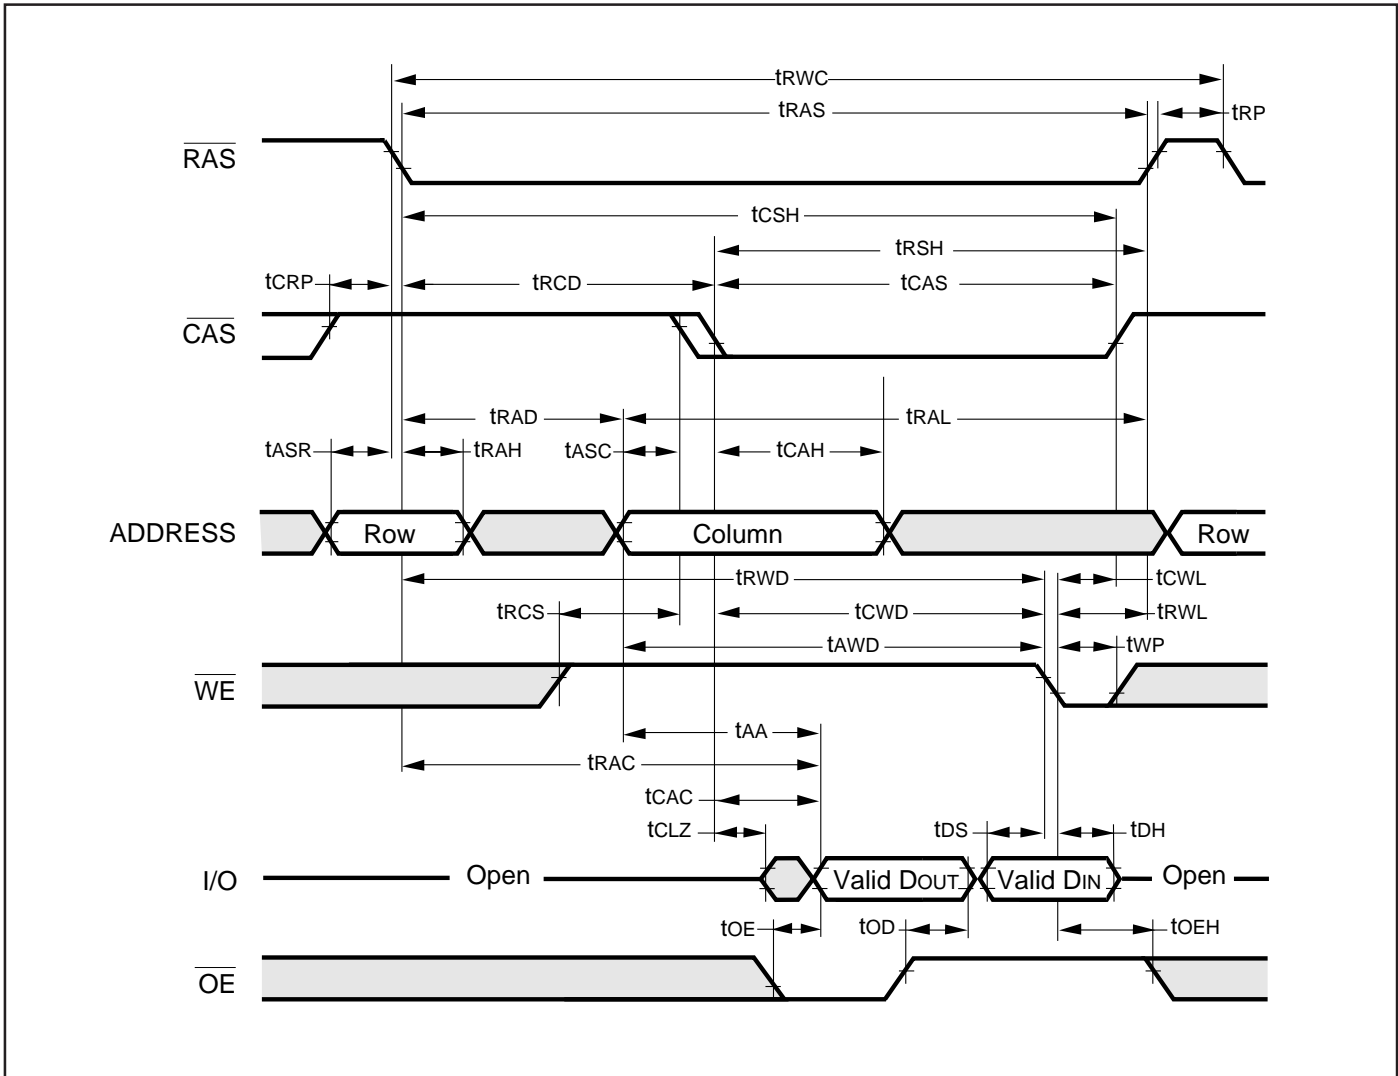 tRWC
tRAS
tRP
RAS
tCSH
tRSH
tCRP tRCD tCAS
CAS
tRAD tRAL
tASR tRAH tASC tCAH
ADDRESS Row Column Row
tRWD tCWL
tRCS tCWD tRWL
tAWD tWP
WE
tAA
tRAC
tCAC
tCLZ tDS tDH
I/O Open Valid DOUT Valid DIN Open
tOE tOD tOEH
OE